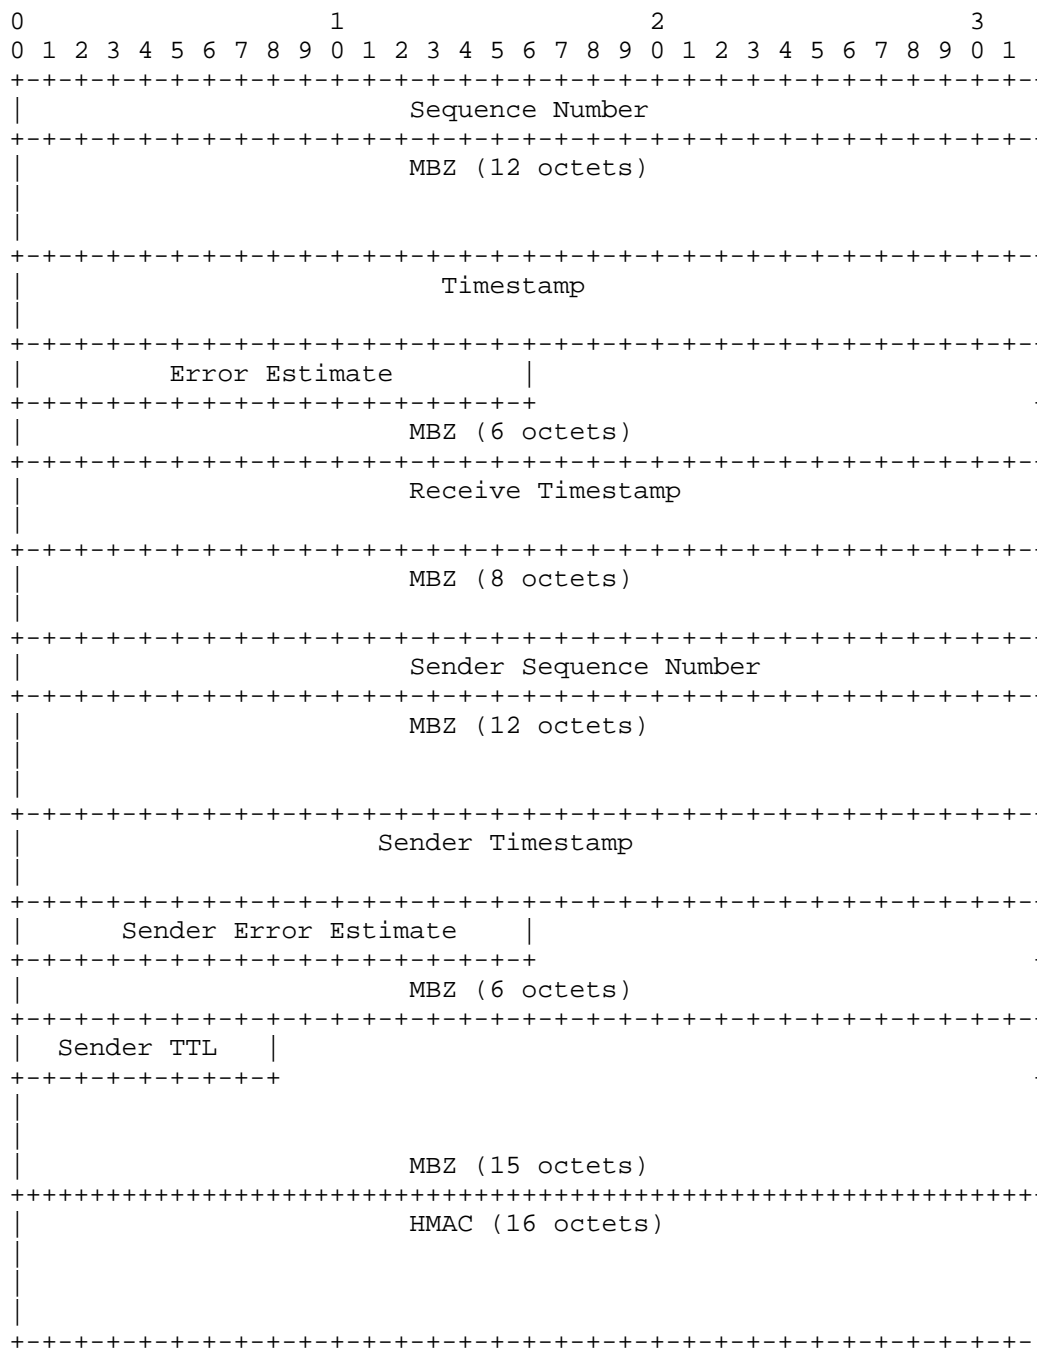 0                   1                   2                   3
0 1 2 3 4 5 6 7 8 9 0 1 2 3 4 5 6 7 8 9 0 1 2 3 4 5 6 7 8 9 0 1
Sequence Number
MBZ (12 octets)
Timestamp
Error Estimate
MBZ (6 octets)
Receive Timestamp
MBZ (8 octets)
Sender Sequence Number
MBZ (12 octets)
Sender Timestamp
Sender Error Estimate
MBZ (6 octets)
Sender TTL
MBZ (15 octets)
HMAC (16 octets)